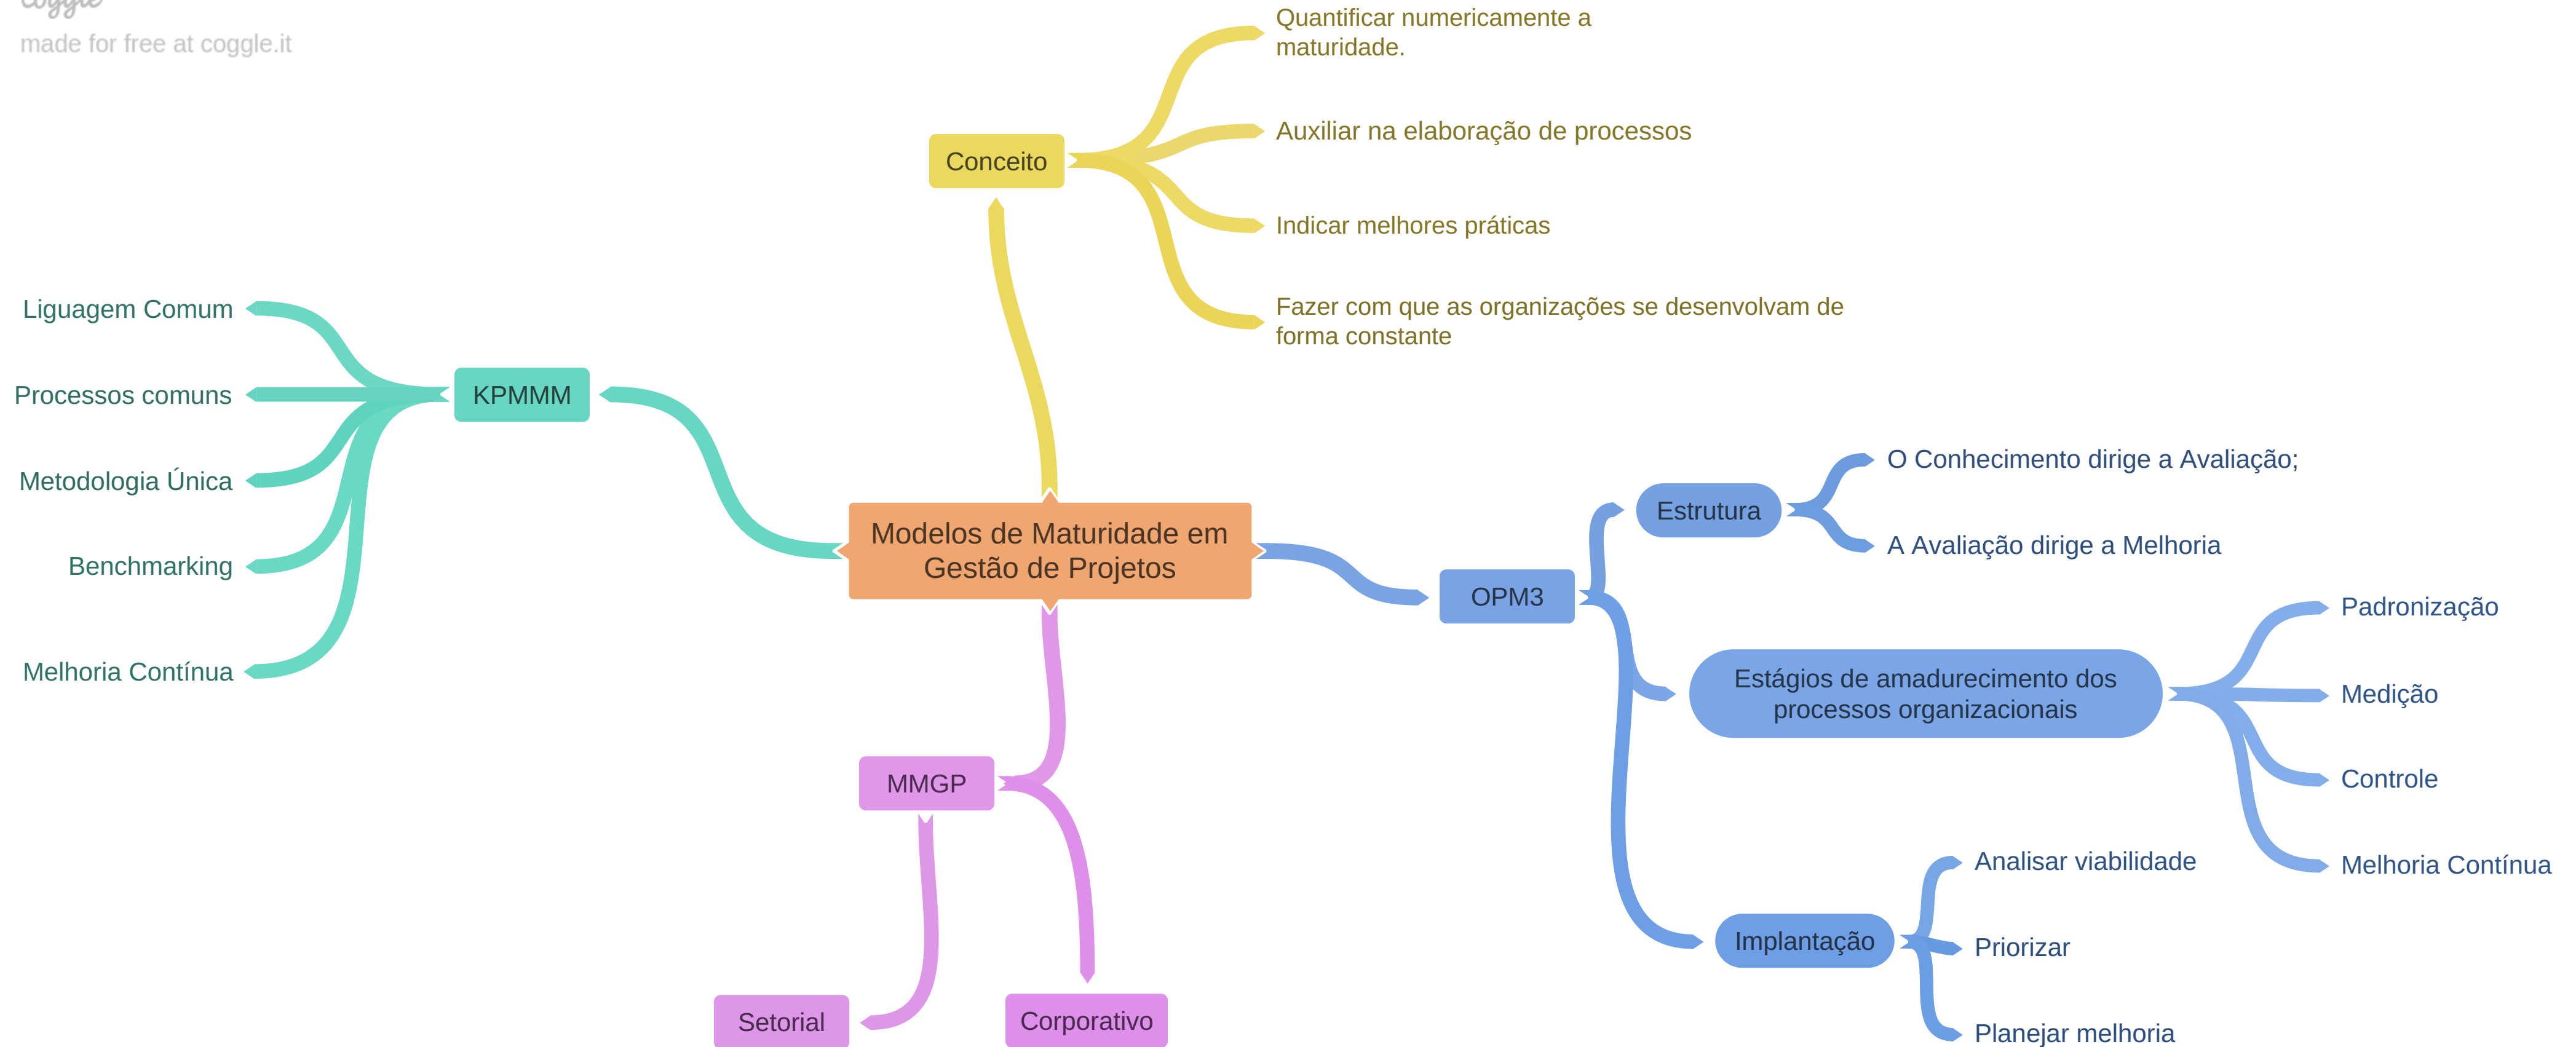 coggle
made for free at coggle.it
Quantificar numericamente a
maturidade.
Auxiliar na elaboração de processos
Conceito
Indicar melhores práticas
Fazer com que as organizações se desenvolvam de
forma constante
Liguagem Comum
Processos comuns
KPMMM
Metodologia Única
Benchmarking
Melhoria Contínua
Modelos de Maturidade em
Gestão de Projetos
OPM3
Estrutura
O Conhecimento dirige a Avaliação;
A Avaliação dirige a Melhoria
Estágios de amadurecimento dos
processos organizacionais
Padronização
Medição
Controle
Melhoria Contínua
Implantação
Analisar viabilidade
Priorizar
Planejar melhoria
MMGP
Setorial
Corporativo